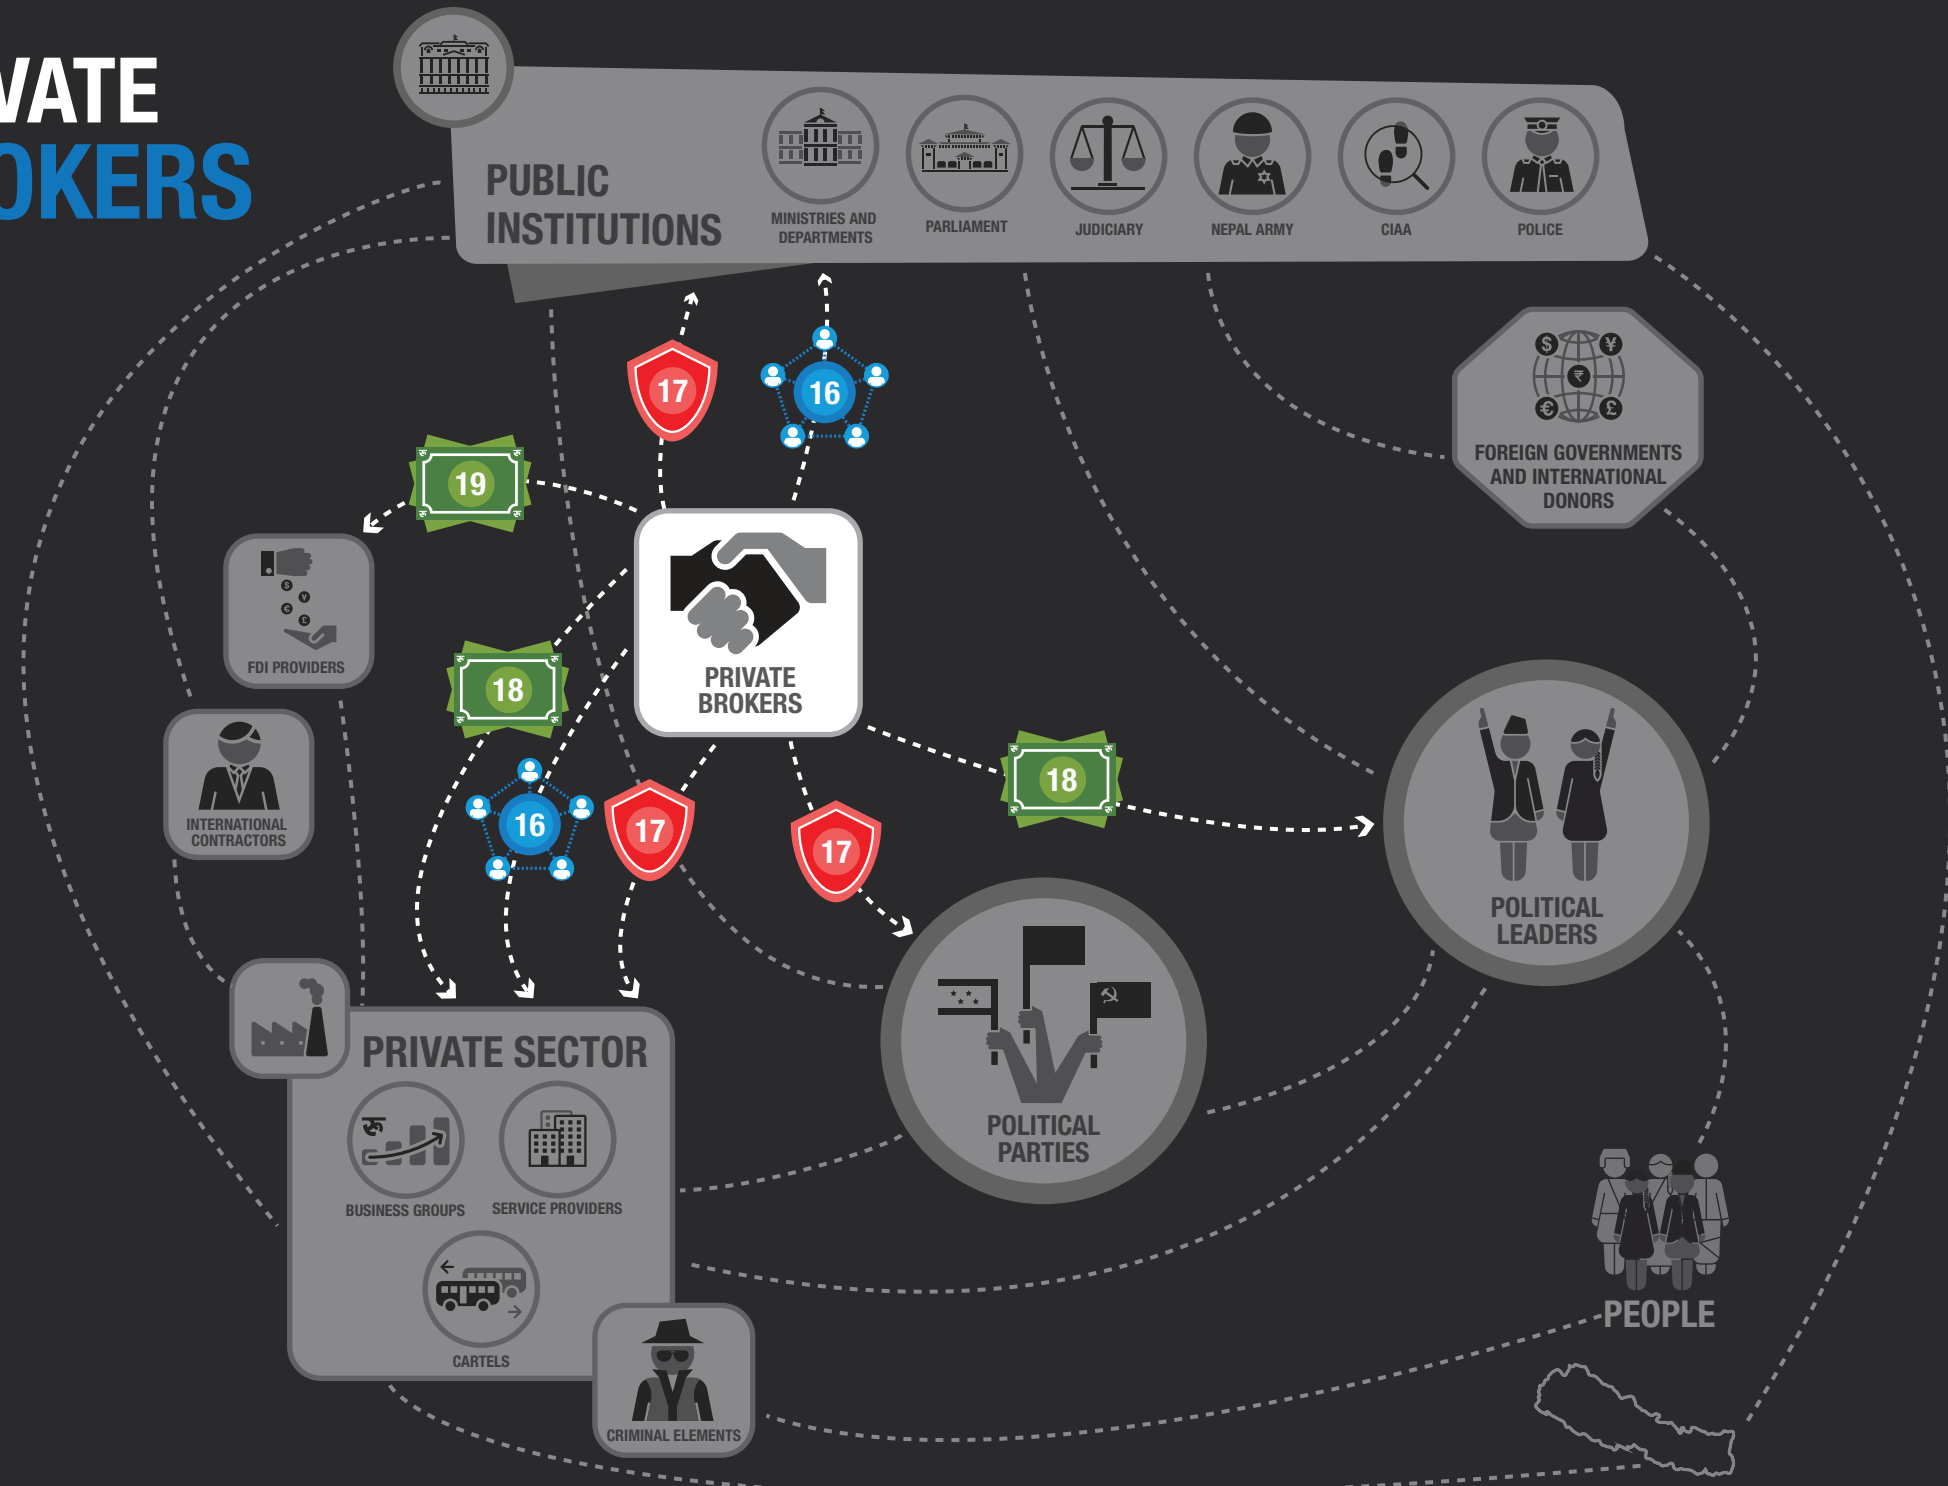 VATE
OKERS
PUBLIC
INSTITUTIONS
MINISTRIES AND
DEPARTMENTS
PARLIAMENT
JUDICIARY
NEPAL ARMY
CIAA
POLICE
$ ¥
₹
€ £
FOREIGN GOVERNMENTS
AND INTERNATIONAL
DONORS
17
16
19
$
¥
€
£
FDI PROVIDERS
PRIVATE
BROKERS
18
18
INTERNATIONAL
CONTRACTORS
16
17
17
POLITICAL
LEADERS
PRIVATE SECTOR
रू
BUSINESS GROUPS
SERVICE PROVIDERS
CARTELS
POLITICAL
PARTIES
PEOPLE
CRIMINAL ELEMENTS